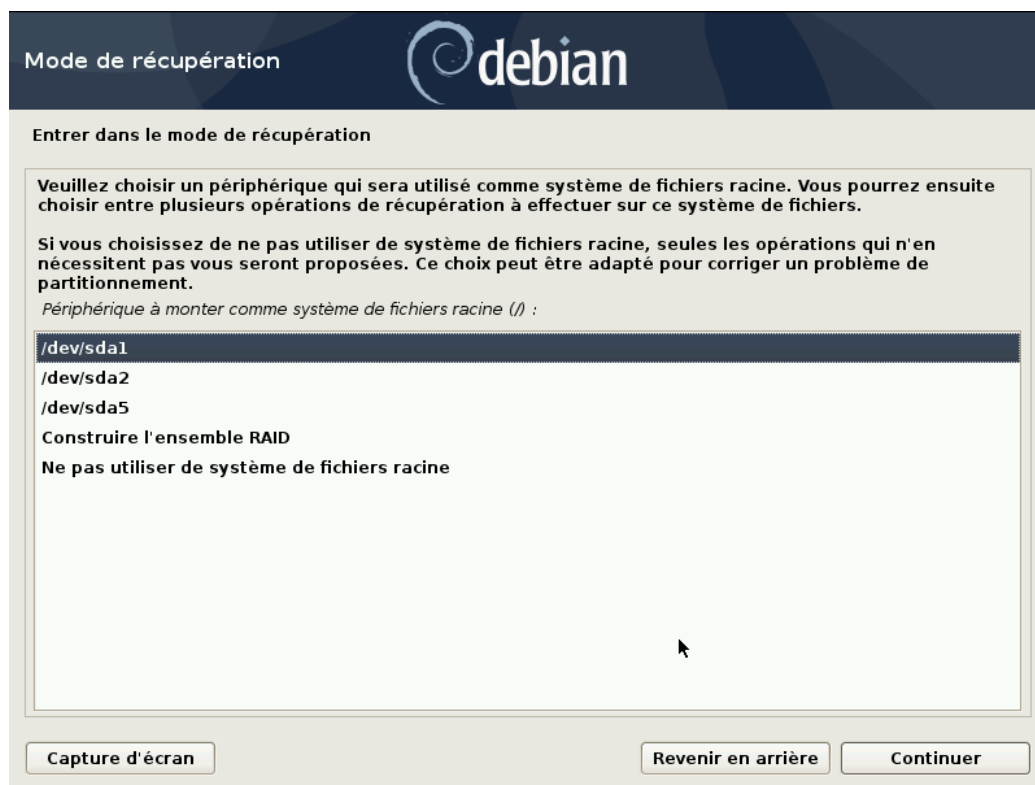 Mode de récupération
debian
Entrer dans le mode de récupération
Veuillez choisir un périphérique qui sera utilisé comme système de fichiers racine. Vous pourrez ensuite
choisir entre plusieurs opérations de récupération à effectuer sur ce système de fichiers.
Si vous choisissez de ne pas utiliser de système de fichiers racine, seules les opérations qui n'en
nécessitent pas vous seront proposées. Ce choix peut être adapté pour corriger un problème de
partitionnement.
Périphérique à monter comme système de fichiers racine (/) :
/dev/sda1
/dev/sda2
/dev/sda5
Construire l'ensemble RAID
Ne pas utiliser de système de fichiers racine
Capture d'écran
Revenir en arrière
Continuer